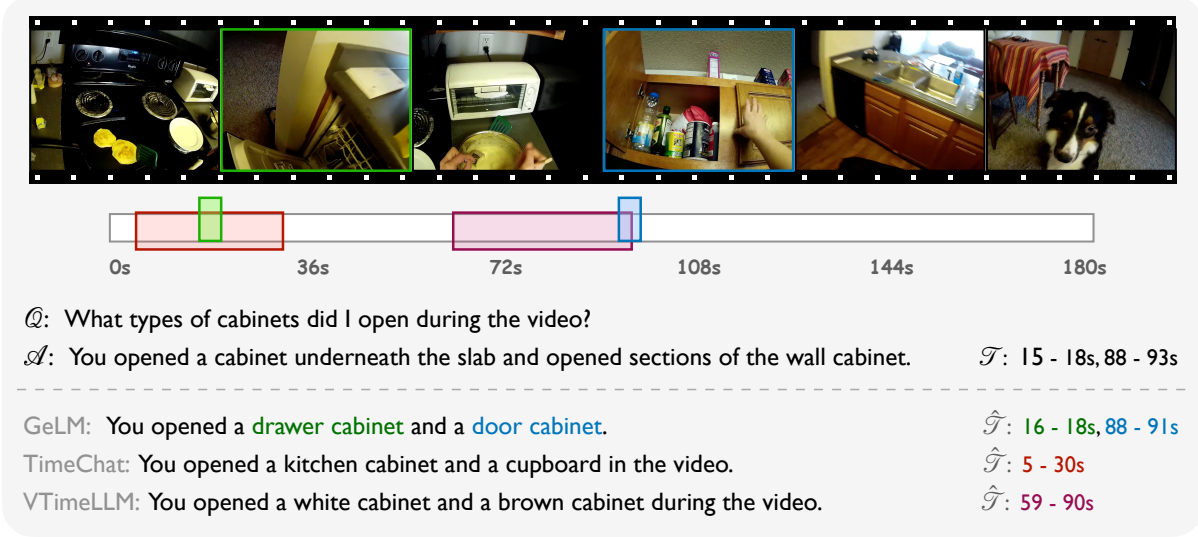 0s 36s 72s 108s 144s 180s
𝒬: What types of cabinets did I open during the video?
𝒜: You opened a cabinet underneath the slab and opened sections of the wall cabinet. 𝒯: 15 - 18s, 88 - 93s
GeLM: You opened a drawer cabinet and a door cabinet. 𝒯̂: 16 - 18s, 88 - 91s
TimeChat: You opened a kitchen cabinet and a cupboard in the video. 𝒯̂: 5 - 30s
VTimeLLM: You opened a white cabinet and a brown cabinet during the video. 𝒯̂: 59 - 90s